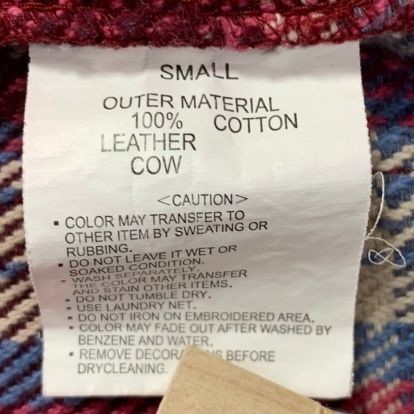 SMALL
OUTER MATERIAL
100% COTTON
LEATHER
COW
<CAUTION>
• COLOR MAY TRANSFER TO
OTHER ITEM BY SWEATING OR
RUBBING.
• DO NOT LEAVE IT WET OR
SOAKED CONDITION.
• WASH SEPARATELY.
THE COLOR MAY TRANSFER
AND STAIN OTHER ITEMS.
• DO NOT TUMBLE DRY.
• USE LAUNDRY NET.
• DO NOT IRON ON EMBROIDERED AREA.
• COLOR MAY FADE OUT AFTER WASHED BY
BENZENE AND WATER.
• REMOVE BEFORE
DRYCLEANING.